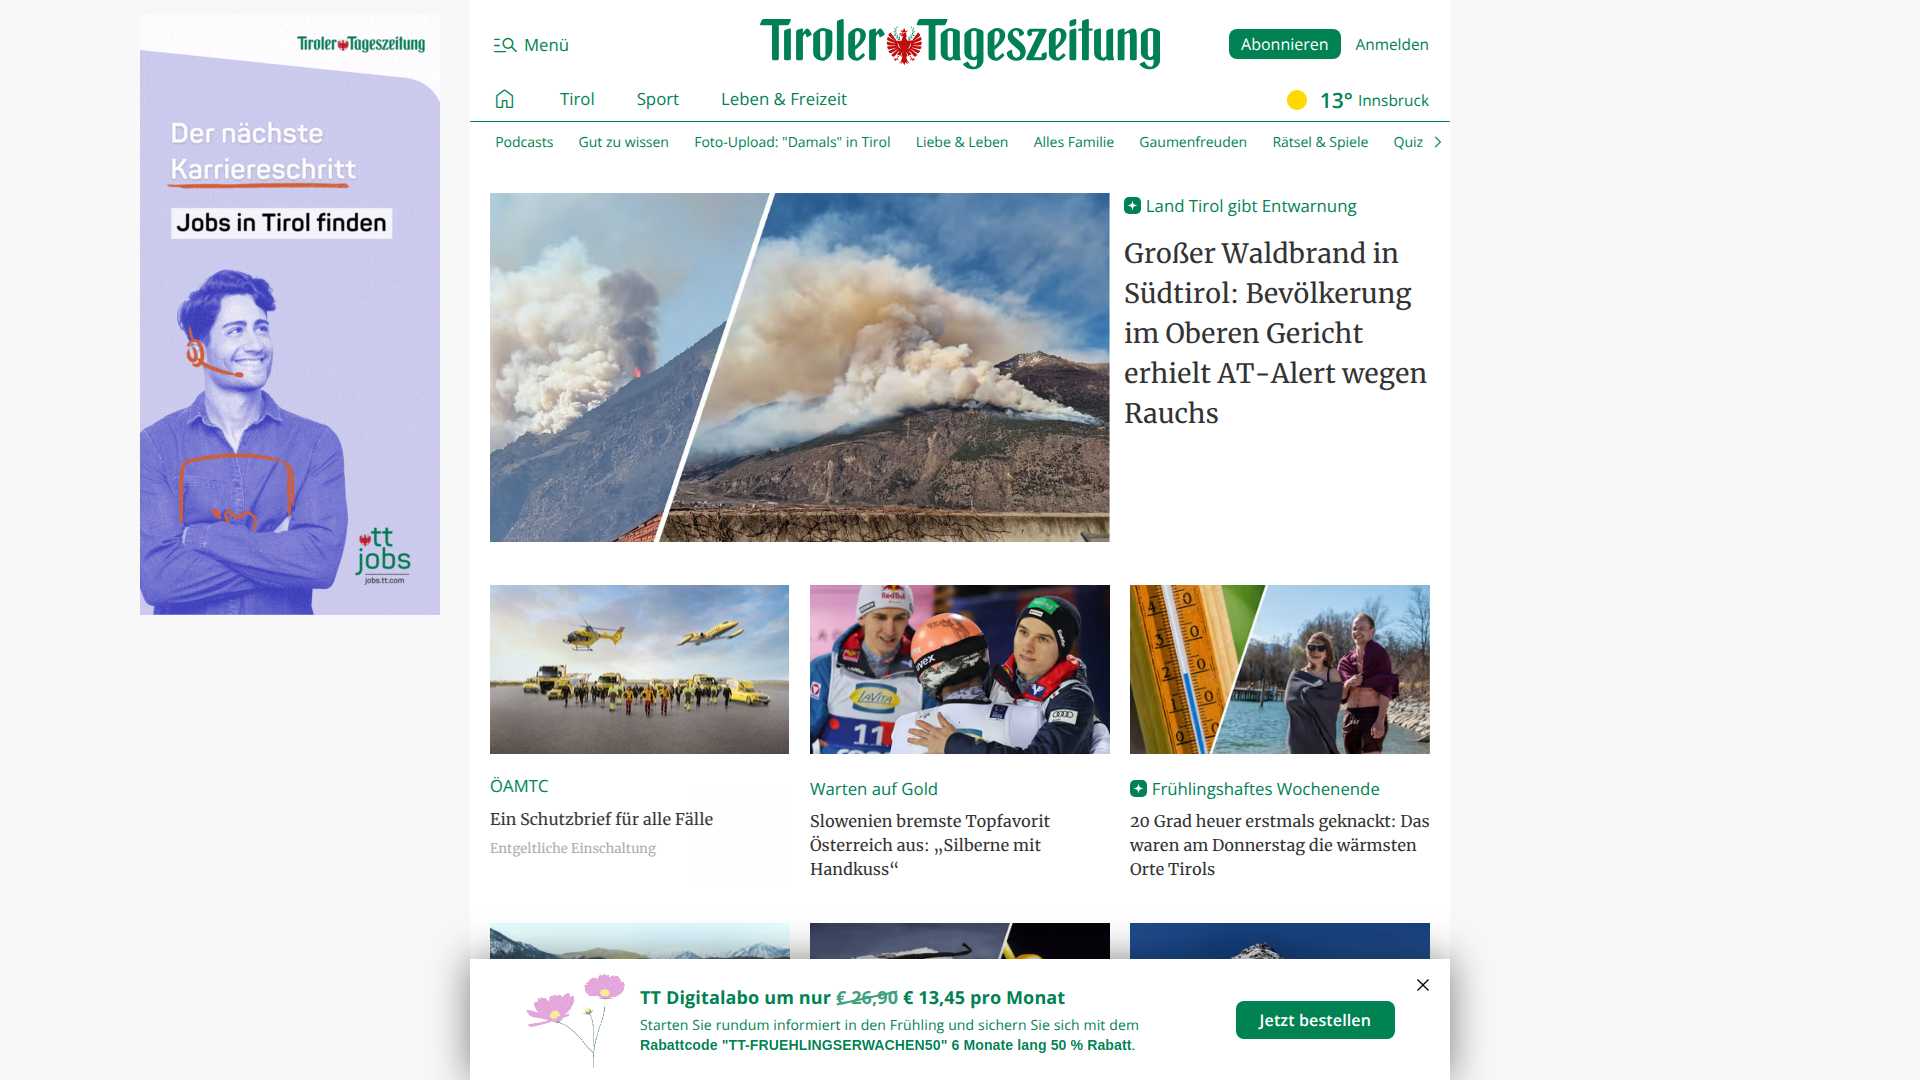 Tiroler Tageszeitung
Der nächste
Karriereschritt
Jobs in Tirol finden
tt
jobs
jobs.tt.com
Menü
Tiroler Tageszeitung
Abonnieren
Anmelden
Tirol
Sport
Leben & Freizeit
13° Innsbruck
Podcasts
Gut zu wissen
Foto-Upload: "Damals" in Tirol
Liebe & Leben
Alles Familie
Gaumenfreuden
Rätsel & Spiele
Quiz
Land Tirol gibt Entwarnung
Großer Waldbrand in
Südtirol: Bevölkerung
im Oberen Gericht
erhielt AT-Alert wegen
Rauchs
RedBull
LaVita
11
uvex
ÖAMTC
Ein Schutzbrief für alle Fälle
Entgeltliche Einschaltung
Warten auf Gold
Slowenien bremste Topfavorit
Österreich aus: „Silberne mit
Handkuss“
Frühlingshaftes Wochenende
20 Grad heuer erstmals geknackt: Das
waren am Donnerstag die wärmsten
Orte Tirols
TT Digitalabo um nur € 26,90 € 13,45 pro Monat
Starten Sie rundum informiert in den Frühling und sichern Sie sich mit dem
Rabattcode "TT-FRUEHLINGSERWACHEN50" 6 Monate lang 50 % Rabatt.
Jetzt bestellen